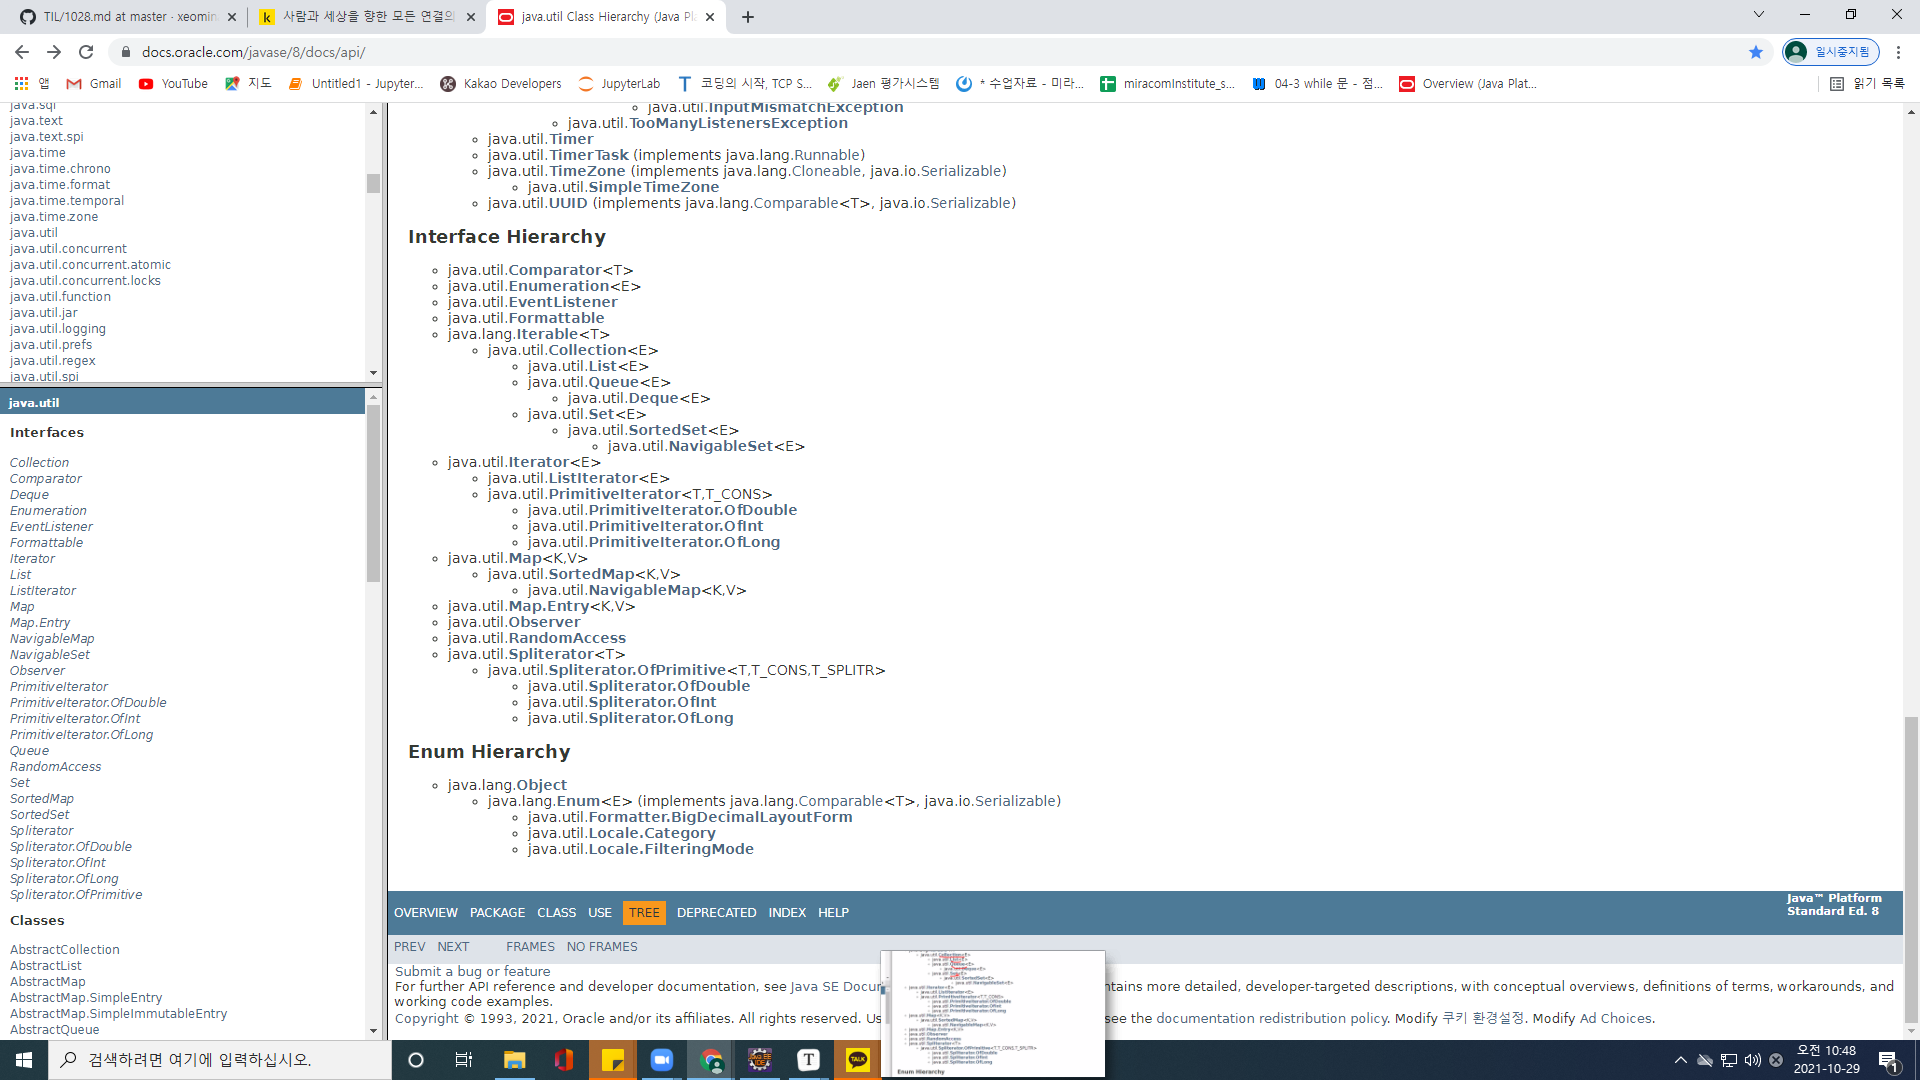 TIL/1028.md at master · xeomin
사람과 세상을 향한 모든 연결의
java.util Class Hierarchy (Java Pl
docs.oracle.com/javase/8/docs/api/
일시중지됨
앱
Gmail
YouTube
지도
Untitled1 - Jupyter...
Kakao Developers
JupyterLab
코딩의 시작, TCP S...
Jaen 평가시스템
* 수업자료 - 미라...
miracomInstitute_s...
04-3 while 문 - 점...
Overview (Java Plat...
읽기 목록
java.sql
java.text
java.text.spi
java.time
java.time.chrono
java.time.format
java.time.temporal
java.time.zone
java.util
java.util.concurrent
java.util.concurrent.atomic
java.util.concurrent.locks
java.util.function
java.util.jar
java.util.logging
java.util.prefs
java.util.regex
java.util.spi
java.util
Interfaces
Collection
Comparator
Deque
Enumeration
EventListener
Formattable
Iterator
List
ListIterator
Map
Map.Entry
NavigableMap
NavigableSet
Observer
PrimitiveIterator
PrimitiveIterator.OfDouble
PrimitiveIterator.OfInt
PrimitiveIterator.OfLong
Queue
RandomAccess
Set
SortedMap
SortedSet
Spliterator
Spliterator.OfDouble
Spliterator.OfInt
Spliterator.OfLong
Spliterator.OfPrimitive
Classes
AbstractCollection
AbstractList
AbstractMap
AbstractMap.SimpleEntry
AbstractMap.SimpleImmutableEntry
AbstractQueue
java.util.InputMismatchException
java.util.TooManyListenersException
java.util.Timer
java.util.TimerTask (implements java.lang.Runnable)
java.util.TimeZone (implements java.lang.Cloneable, java.io.Serializable)
java.util.SimpleTimeZone
java.util.UUID (implements java.lang.Comparable<T>, java.io.Serializable)
Interface Hierarchy
java.util.Comparator<T>
java.util.Enumeration<E>
java.util.EventListener
java.util.Formattable
java.lang.Iterable<T>
java.util.Collection<E>
java.util.List<E>
java.util.Queue<E>
java.util.Deque<E>
java.util.Set<E>
java.util.SortedSet<E>
java.util.NavigableSet<E>
java.util.Iterator<E>
java.util.ListIterator<E>
java.util.PrimitiveIterator<T,T_CONS>
java.util.PrimitiveIterator.OfDouble
java.util.PrimitiveIterator.OfInt
java.util.PrimitiveIterator.OfLong
java.util.Map<K,V>
java.util.SortedMap<K,V>
java.util.NavigableMap<K,V>
java.util.Map.Entry<K,V>
java.util.Observer
java.util.RandomAccess
java.util.Spliterator<T>
java.util.Spliterator.OfPrimitive<T,T_CONS,T_SPLITR>
java.util.Spliterator.OfDouble
java.util.Spliterator.OfInt
java.util.Spliterator.OfLong
Enum Hierarchy
java.lang.Object
java.lang.Enum<E> (implements java.lang.Comparable<T>, java.io.Serializable)
java.util.Formatter.BigDecimalLayoutForm
java.util.Locale.Category
java.util.Locale.FilteringMode
OVERVIEW PACKAGE CLASS USE TREE DEPRECATED INDEX HELP
Java™ Platform
Standard Ed. 8
PREV NEXT FRAMES NO FRAMES
Submit a bug or feature
For further API reference and developer documentation, see Java SE Docu ntains more detailed, developer-targeted descriptions, with conceptual overviews, definitions of terms, workarounds, and
working code examples.
Copyright © 1993, 2021, Oracle and/or its affiliates. All rights reserved. Us see the documentation redistribution policy. Modify 쿠키 환경설정. Modify Ad Choices.
Enum Hierarchy
검색하려면 여기에 입력하십시오.
JAVA SE
IDE
T
TALK
오전 10:48
2021-10-29
1